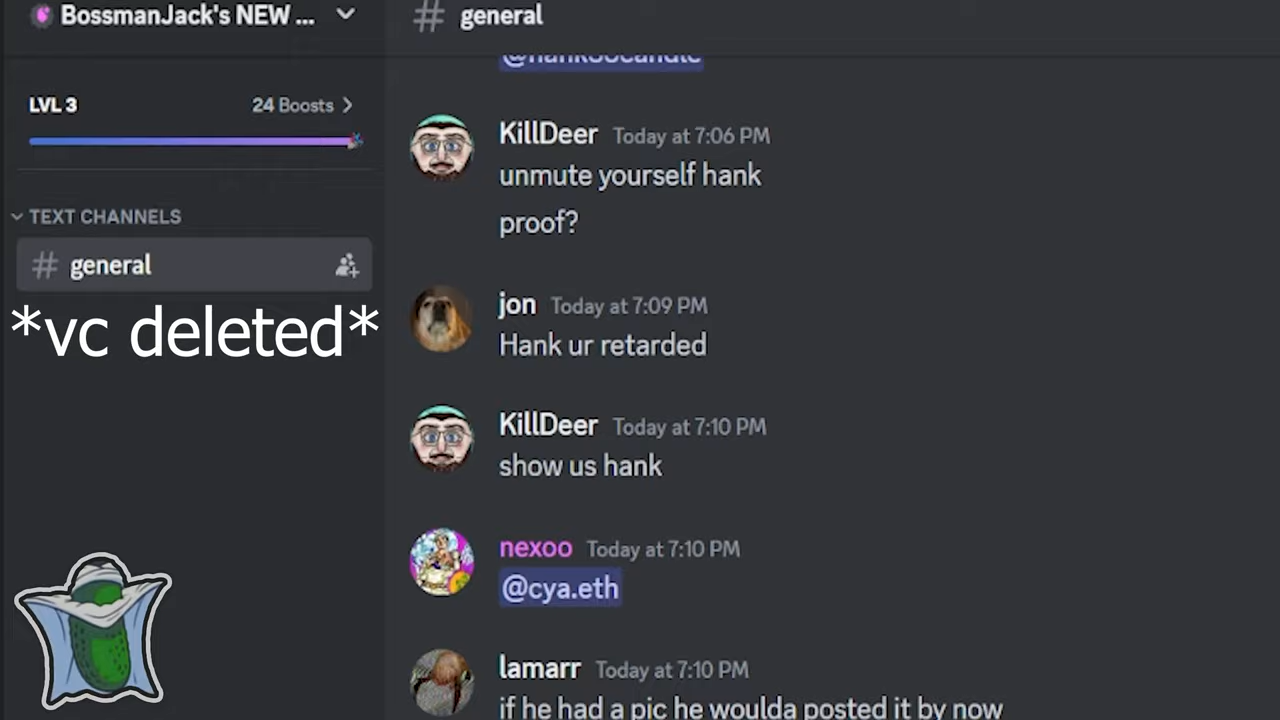 BossmanJack's NEW ...
general
LVL 3
24 Boosts
TEXT CHANNELS
general
*vc deleted*
KillDeer Today at 7:06 PM
unmute yourself hank
proof?
jon Today at 7:09 PM
Hank ur retarded
KillDeer Today at 7:10 PM
show us hank
nexoo Today at 7:10 PM
@cya.eth
lamarr Today at 7:10 PM
if he had a pic he woulda posted it by now